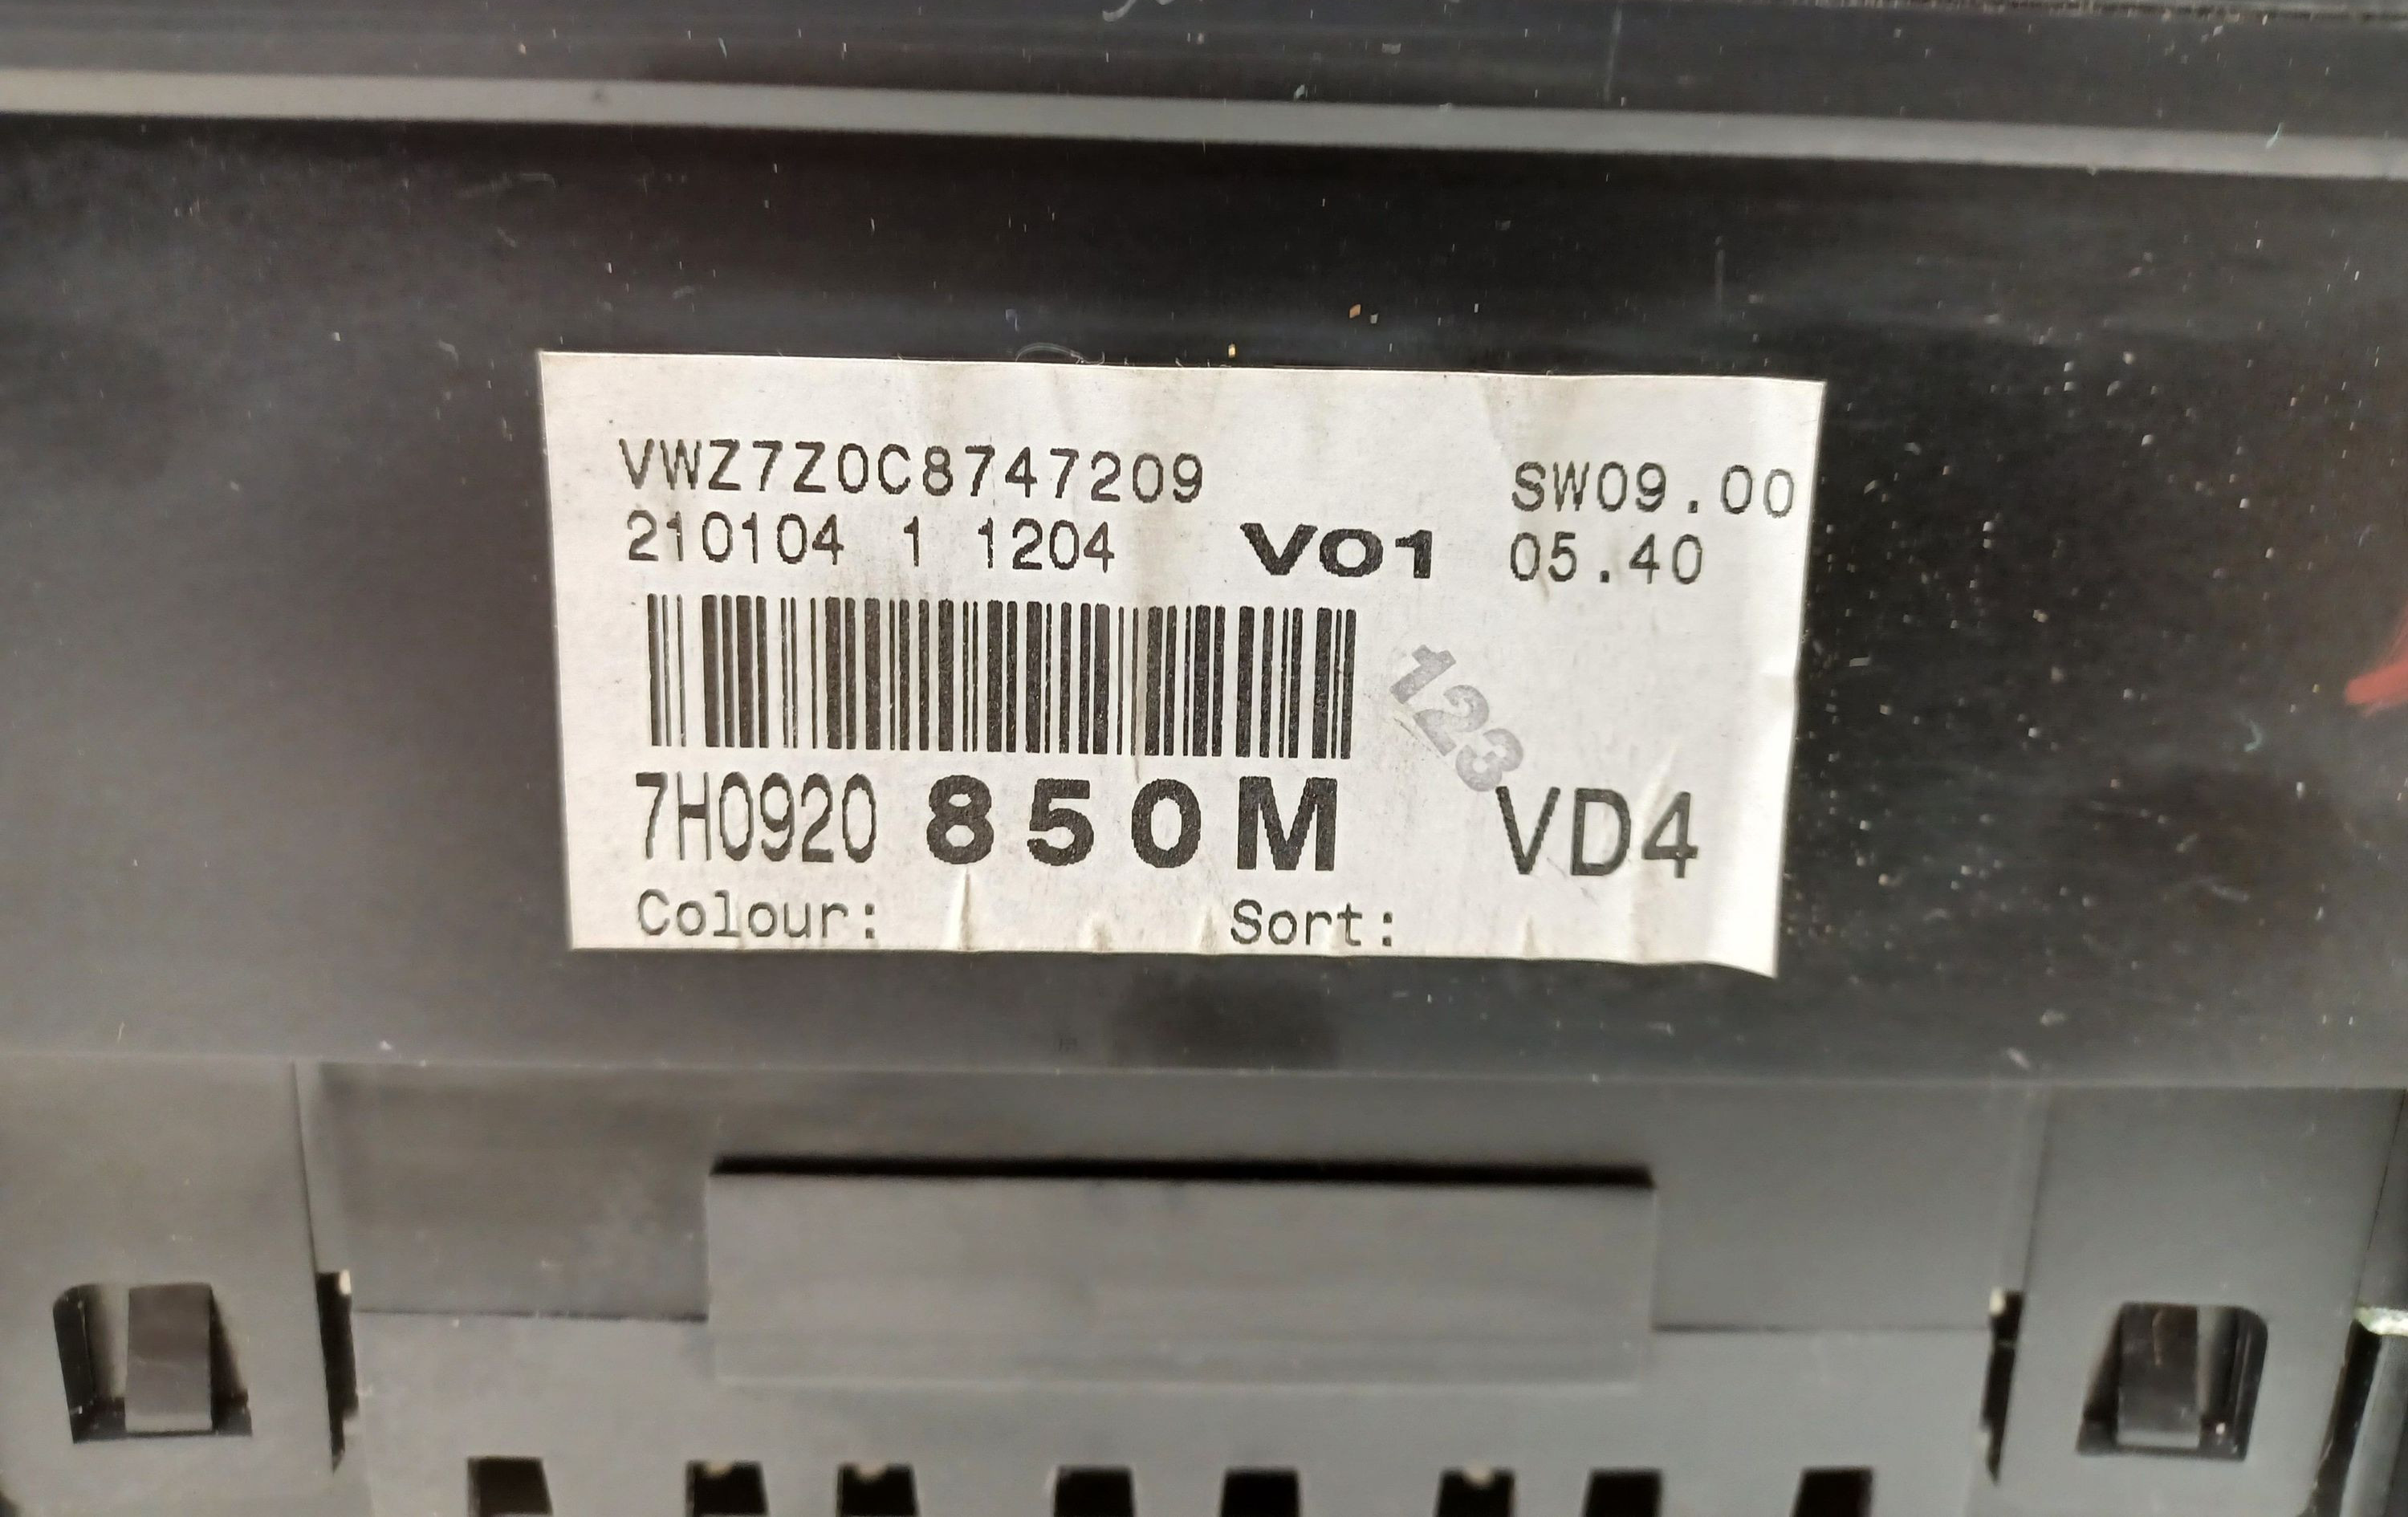 VWZ7Z0C8747209 SW09.00
210104 1 1204 V01 05.40
123
7H0920 850M VD4
Colour: Sort: